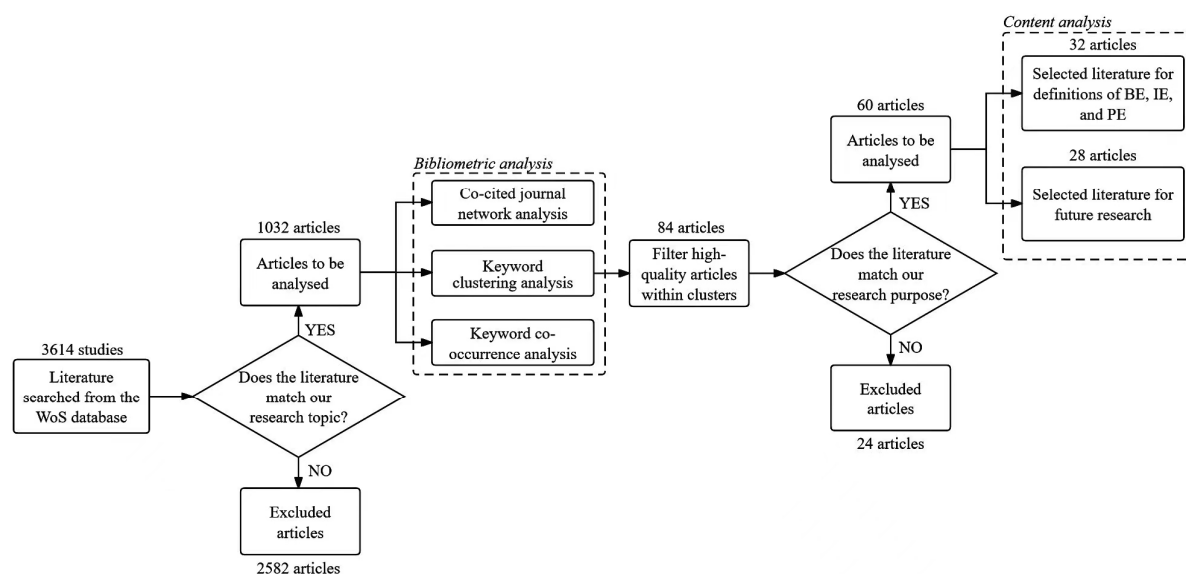 3614 studies
Literature
searched from the
WoS database
Does the literature
match our
research topic?
YES
1032 articles
Articles to be
analysed
NO
Excluded
articles
2582 articles
Bibliometric analysis
Co-cited journal
network analysis
Keyword
clustering analysis
Keyword co-
occurrence analysis
84 articles
Filter high-
quality articles
within clusters
Does the literature
match our
research purpose?
YES
60 articles
Articles to be
analysed
NO
Excluded
articles
24 articles
Content analysis
32 articles
Selected literature for
definitions of BE, IE,
and PE
28 articles
Selected literature for
future research